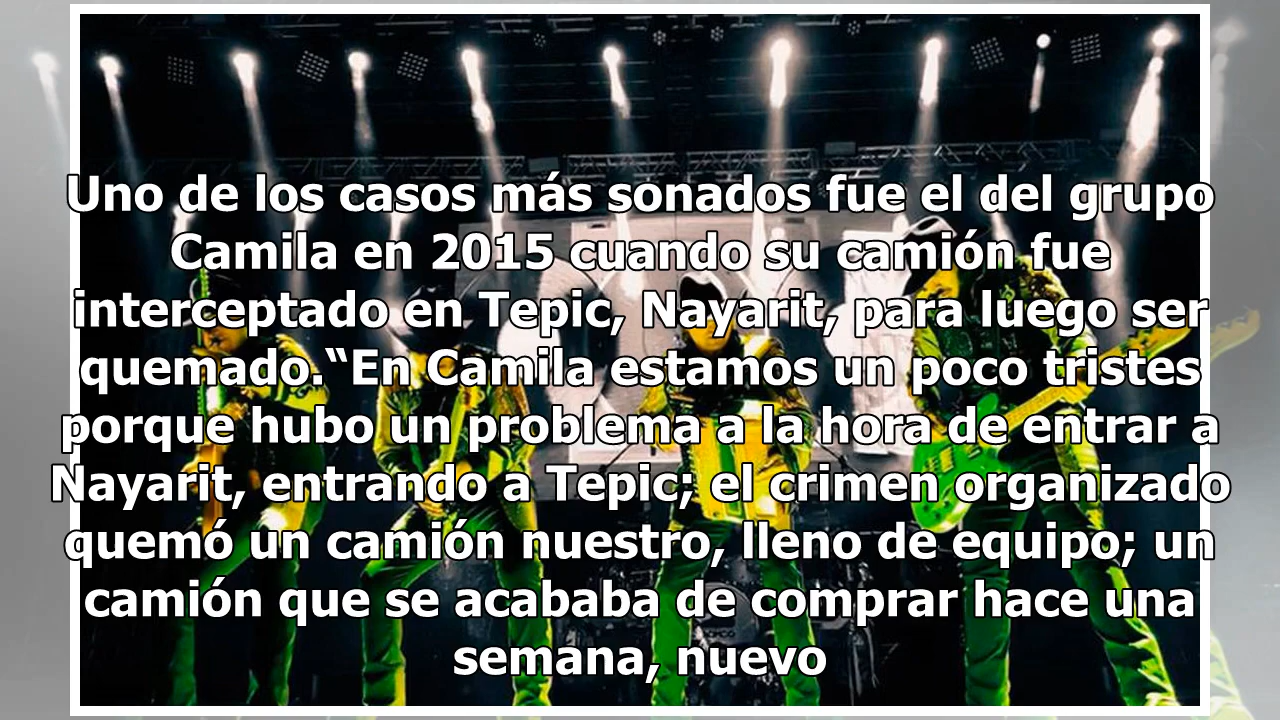 Uno de los casos más sonados fue el del grupo
Camila en 2015 cuando su camión fue
interceptado en Tepic, Nayarit, para luego ser
quemado.“En Camila estamos un poco tristes
porque hubo un problema a la hora de entrar a
Nayarit, entrando a Tepic; el crimen organizado
quemó un camión nuestro, lleno de equipo; un
camión que se acababa de comprar hace una
semana, nuevo